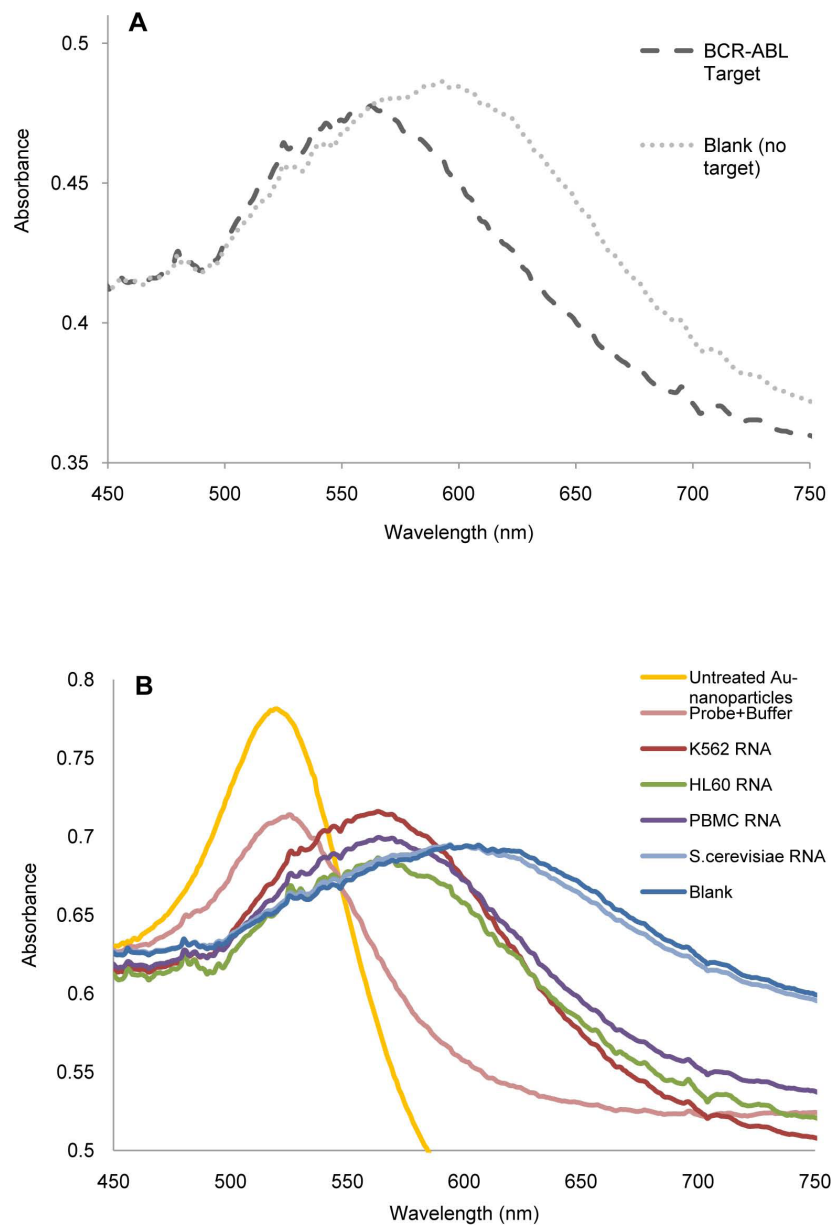 A
0.5
0.45
0.4
0.35
Absorbance
450 500 550 600 650 700 750
Wavelength (nm)
BCR-ABL
Target
Blank (no
target)
B
0.8
0.75
0.7
0.65
0.6
0.55
0.5
Absorbance
450 500 550 600 650 700 750
Wavelength (nm)
Untreated Au-
nanoparticles
Probe+Buffer
K562 RNA
HL60 RNA
PBMC RNA
S.cerevisiae RNA
Blank